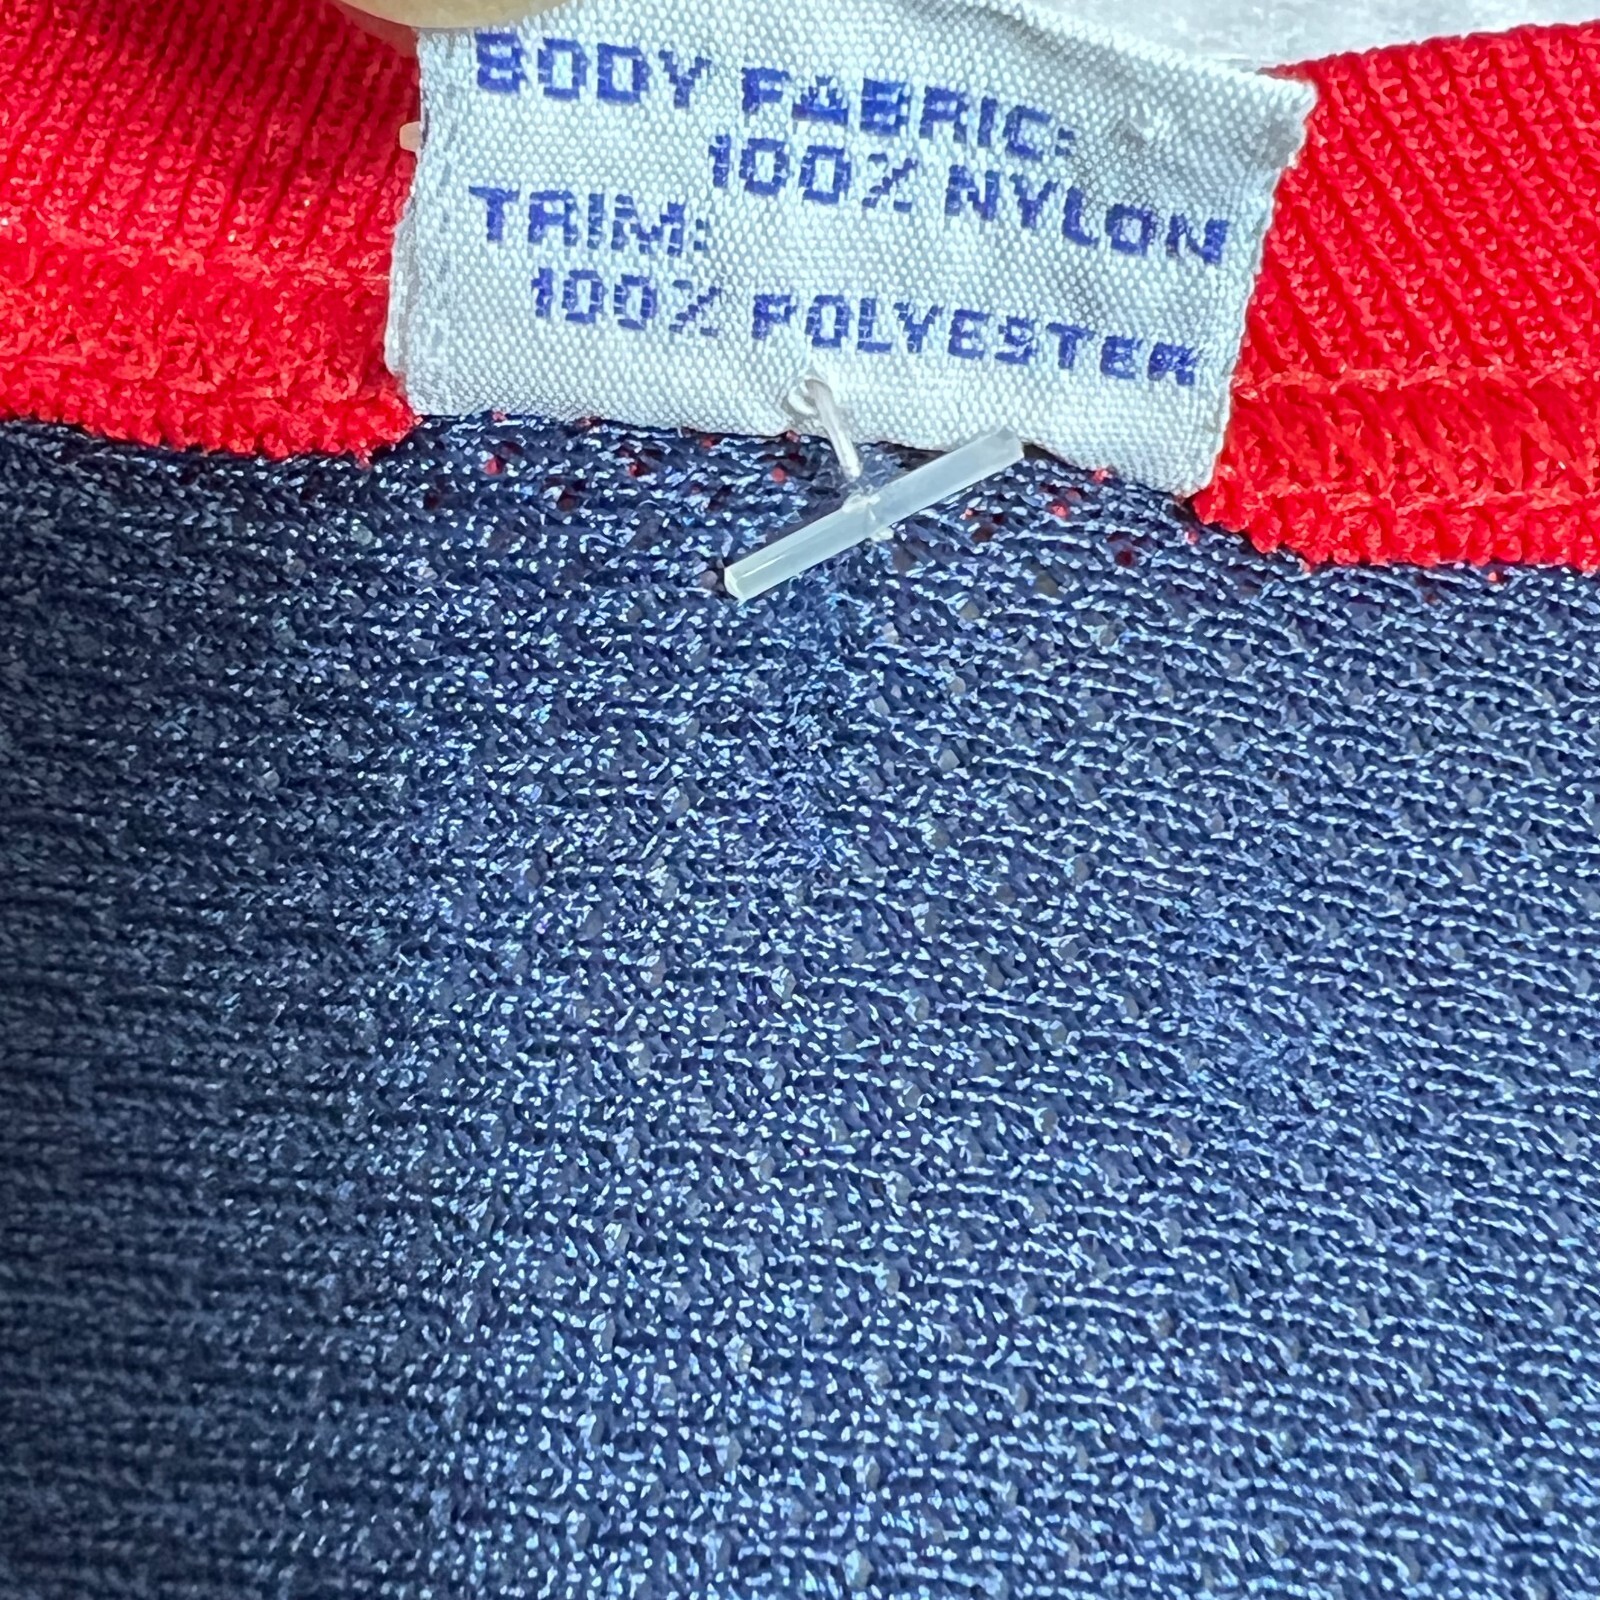 BODY FABRIC:
100% NYLON
TRIM:
100% POLYESTER